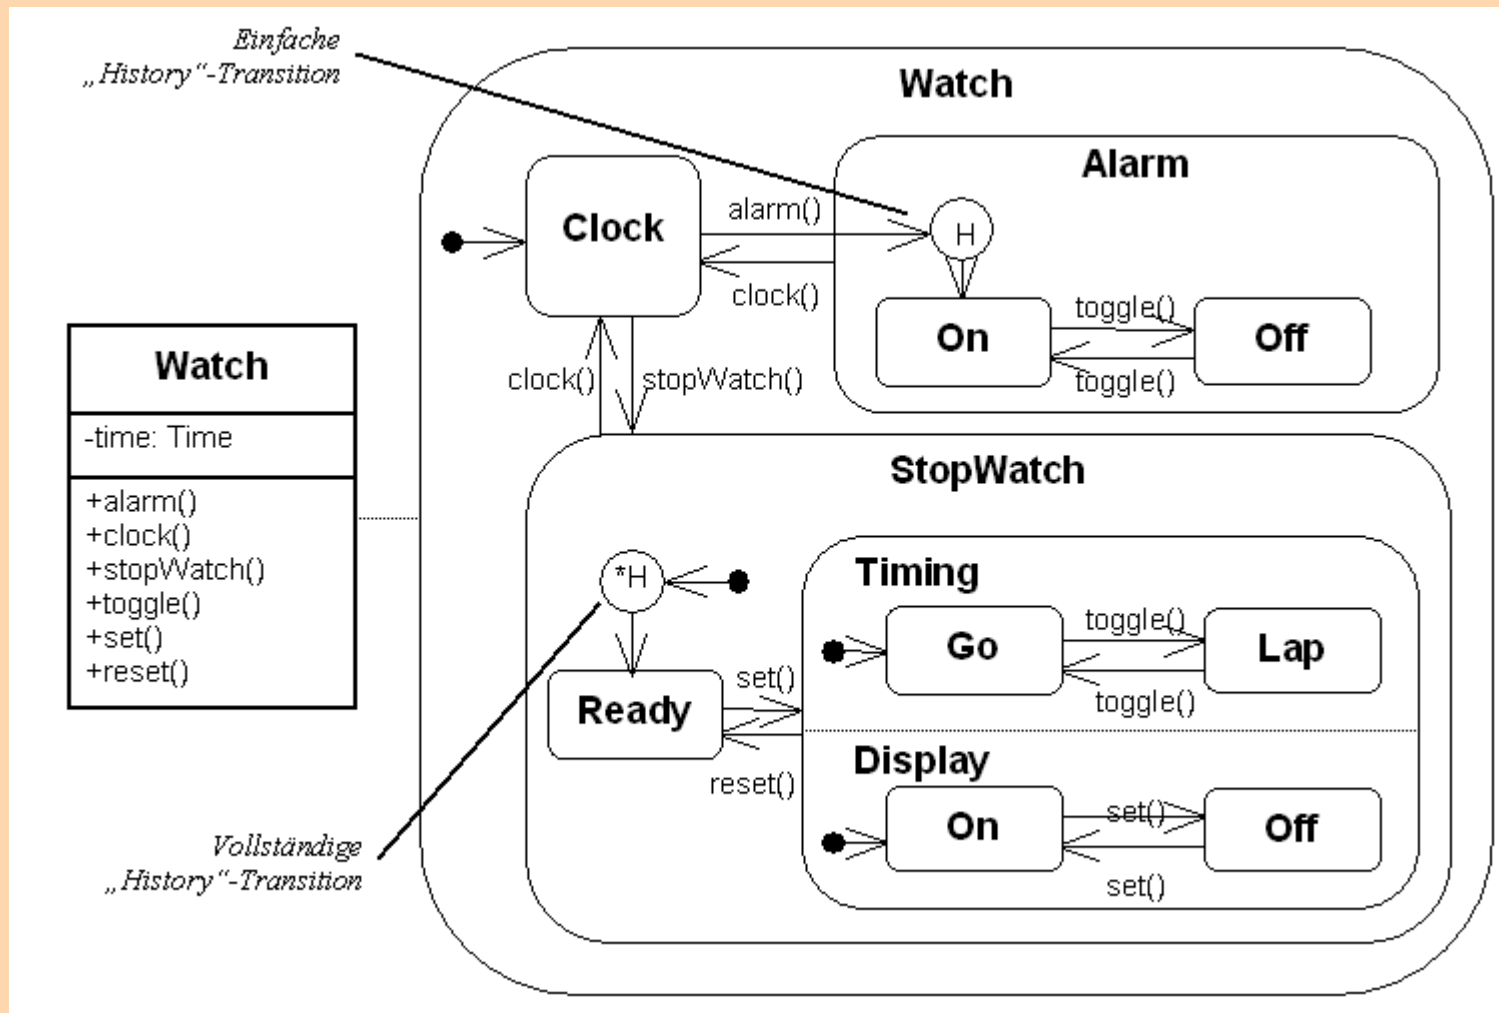 Einfache
„History“-Transition
Watch
Alarm
Clock
alarm()
H
clock()
On
toggle()
Off
toggle()
clock()
stopWatch()
Watch
-time: Time
+alarm()
+clock()
+stopWatch()
+toggle()
+set()
+reset()
StopWatch
*H
Timing
Go
toggle()
Lap
toggle()
Ready
set()
reset()
Display
On
set()
Off
set()
Vollständige
„History“-Transition